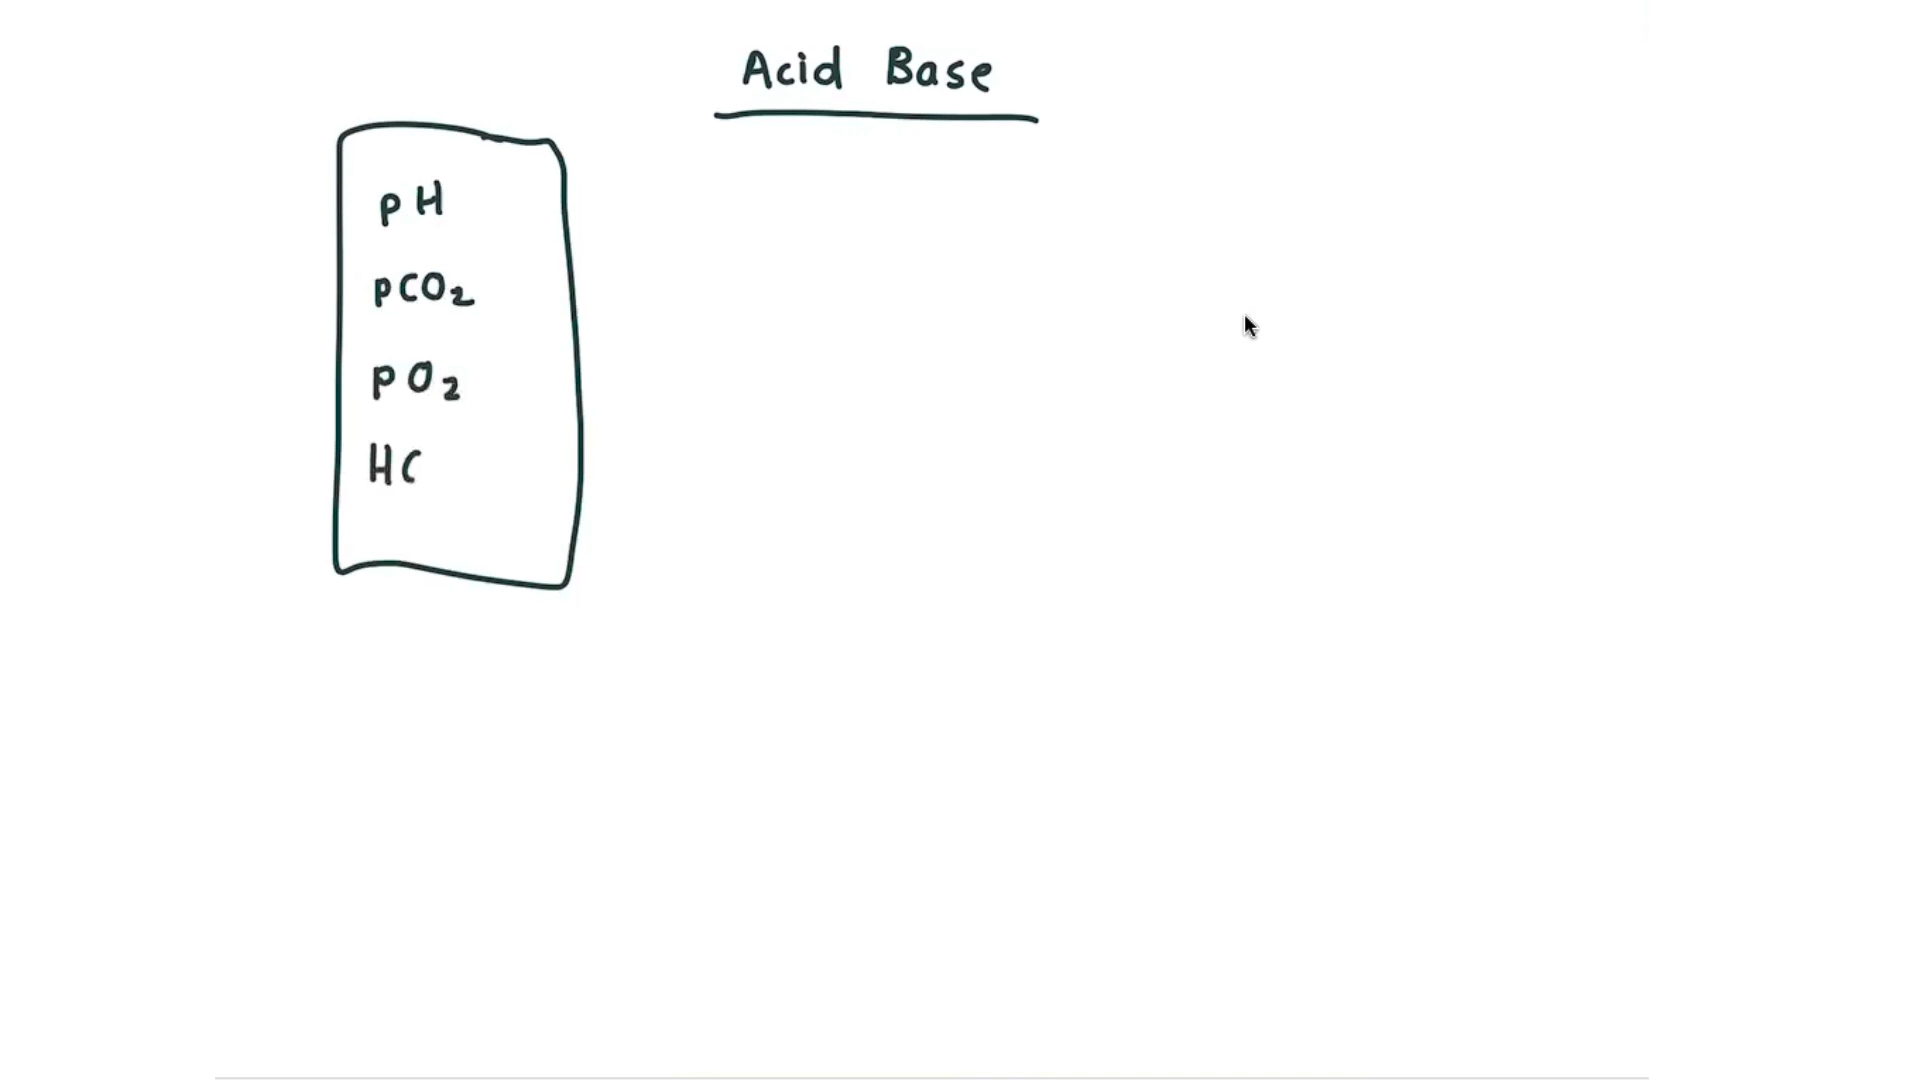 Acid Base
pH
pCO₂
pO₂
HC